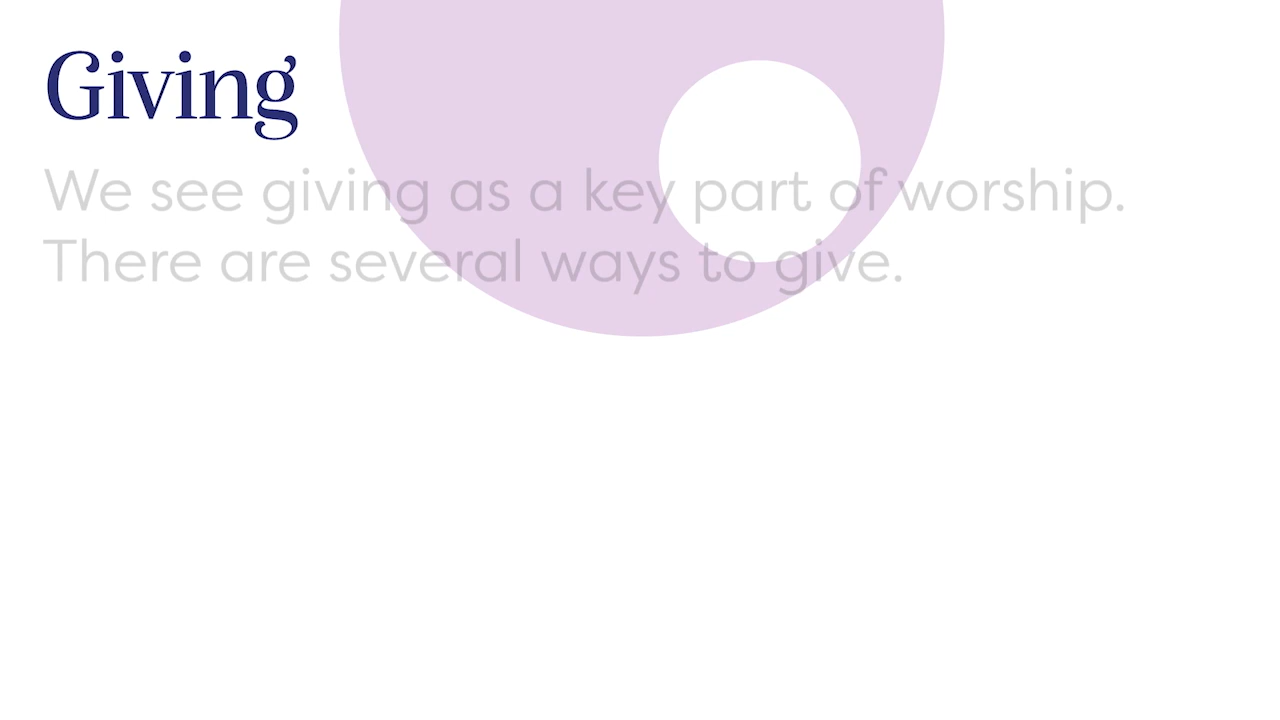 Giving
We see giving as a key part of worship.
There are several ways to give.